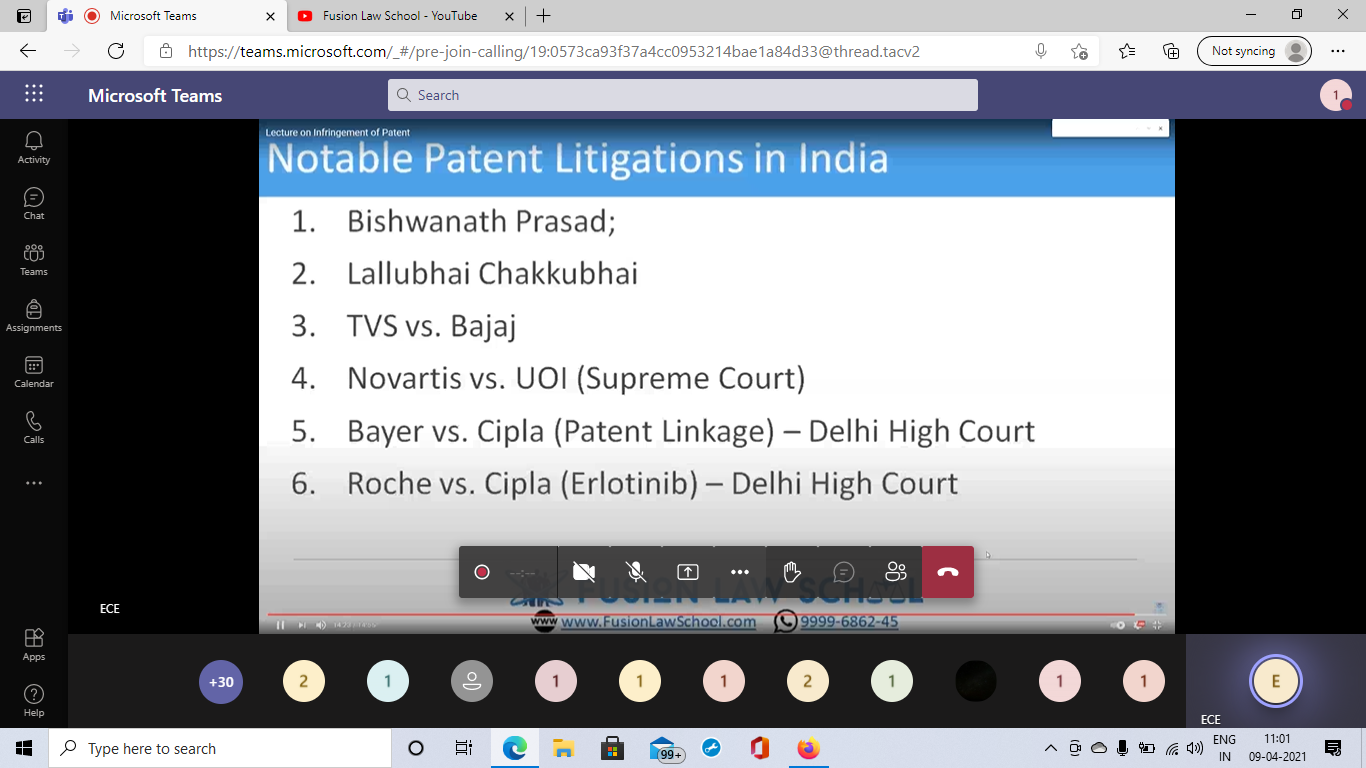 Microsoft Teams
Fusion Law School - YouTube
https://teams.microsoft.com/_#/pre-join-calling/19:0573ca93f37a4cc0953214bae1a84d33@thread.tacv2
Not syncing
Microsoft Teams
Search
1
Activity
Chat
Teams
Assignments
Calendar
Calls
Apps
Help
Lecture on Infringement of Patent
Notable Patent Litigations in India
1. Bishwanath Prasad;
2. Lallubhai Chakkubhai
3. TVS vs. Bajaj
4. Novartis vs. UOI (Supreme Court)
5. Bayer vs. Cipla (Patent Linkage) – Delhi High Court
6. Roche vs. Cipla (Erlotinib) – Delhi High Court
FUSION LAW SCHOOL
www.FusionLawSchool.com
9999-6862-45
ECE
+30
2
1
1
1
1
2
1
1
1
E
ECE
Type here to search
99+
ENG
IN
11:01
09-04-2021